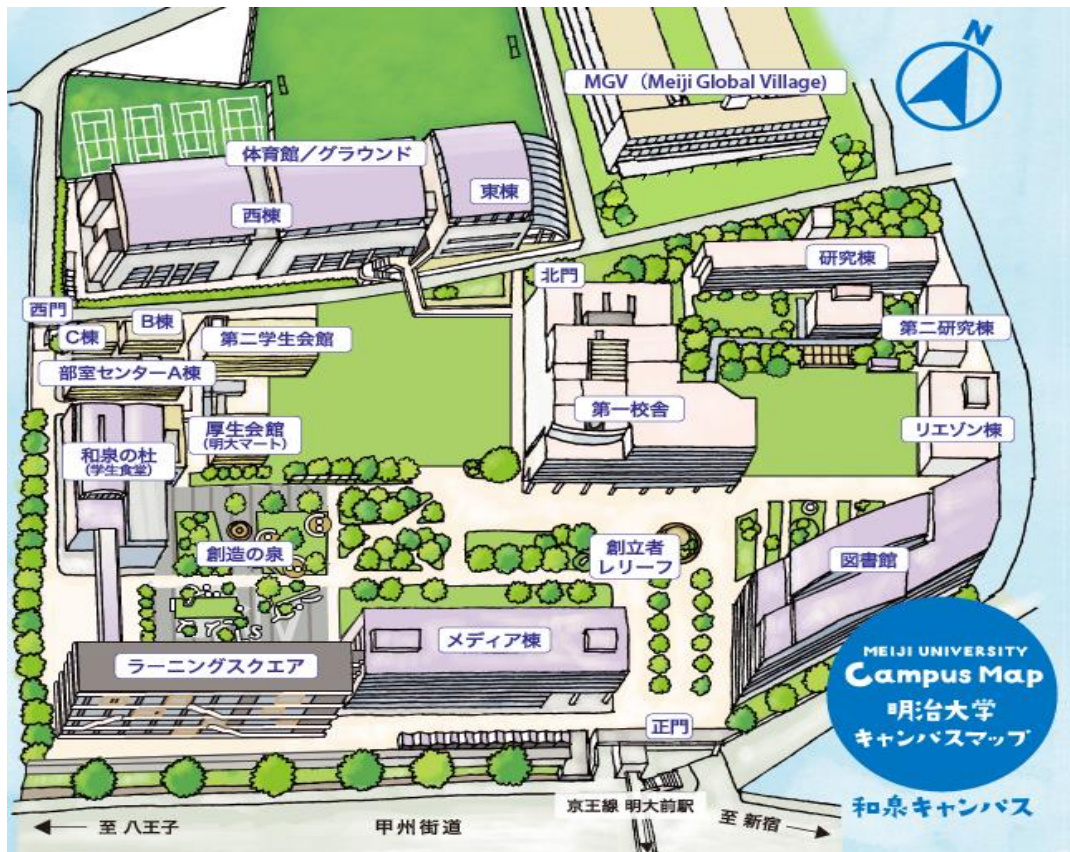 N
MGV（Meiji Global Village)
体育館／グラウンド
東棟
西棟
研究棟
北門
西門
B棟
C棟
第二学生会館
第二研究棟
部室センターA棟
第一校舎
厚生会館
(明大マート)
リエゾン棟
和泉の杜
(学生食堂)
創造の泉
創立者
レリーフ
図書館
メディア棟
ラーニングスクエア
MEIJI UNIVERSITY
Campus Map
明治大学
キャンパスマップ
正門
和泉キャンパス
京王線 明大前駅
至 八王子
甲州街道
至 新宿